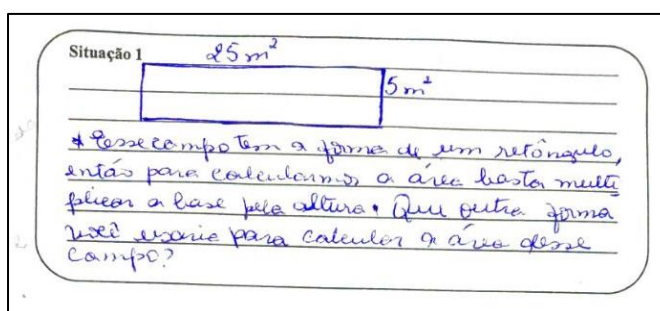 Situação 1
25 m²
5 m²
* Esse campo tem a forma de um retângulo,
então para calcularmos a área basta multi
plicar a base pela altura. Que outra forma
você usaria para calcular a área desse
campo?